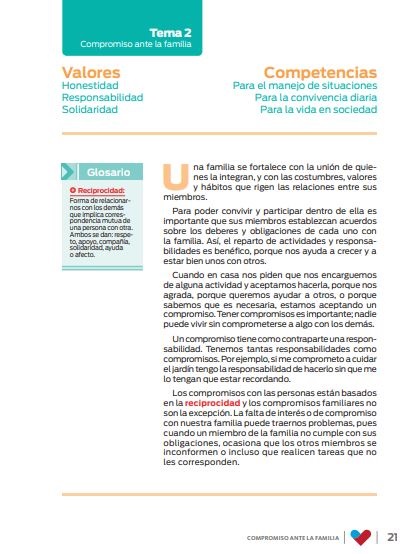 Tema 2
Compromiso ante la familia
Valores
Honestidad
Responsabilidad
Solidaridad
Competencias
Para el manejo de situaciones
Para la convivencia diaria
Para la vida en sociedad
Glosario
Reciprocidad:
Forma de relacionar-
nos con los demás
que implica corres-
pondencia mutua de
una persona con otra.
Ambos se dan: respe-
to, apoyo, compañía,
solidaridad, ayuda
o afecto.
Una familia se fortalece con la unión de quie-
nes la integran, y con las costumbres, valores
y hábitos que rigen las relaciones entre sus
miembros.
Para poder convivir y participar dentro de ella es
importante que sus miembros establezcan acuerdos
sobre los deberes y obligaciones de cada uno con
la familia. Así, el reparto de actividades y responsa-
bilidades es benéfico, porque nos ayuda a crecer y a
estar bien unos con otros.
Cuando en casa nos piden que nos encarguemos
de alguna actividad y aceptamos hacerla, porque nos
agrada, porque queremos ayudar a otros, o porque
sabemos que es necesaria, estamos aceptando un
compromiso. Tener compromisos es importante; nadie
puede vivir sin comprometerse a algo con los demás.
Un compromiso tiene como contraparte una respon-
sabilidad. Tenemos tantas responsabilidades como
compromisos. Por ejemplo, si me comprometo a cuidar
el jardín tengo la responsabilidad de hacerlo sin que me
lo tengan que estar recordando.
Los compromisos con las personas están basados
en la reciprocidad y los compromisos familiares no
son la excepción. La falta de interés o de compromiso
con nuestra familia puede traernos problemas, pues
cuando un miembro de la familia no cumple con sus
obligaciones, ocasiona que los otros miembros se
inconformen o incluso que realicen tareas que no
les corresponden.
COMPROMISO ANTE LA FAMILIA
21